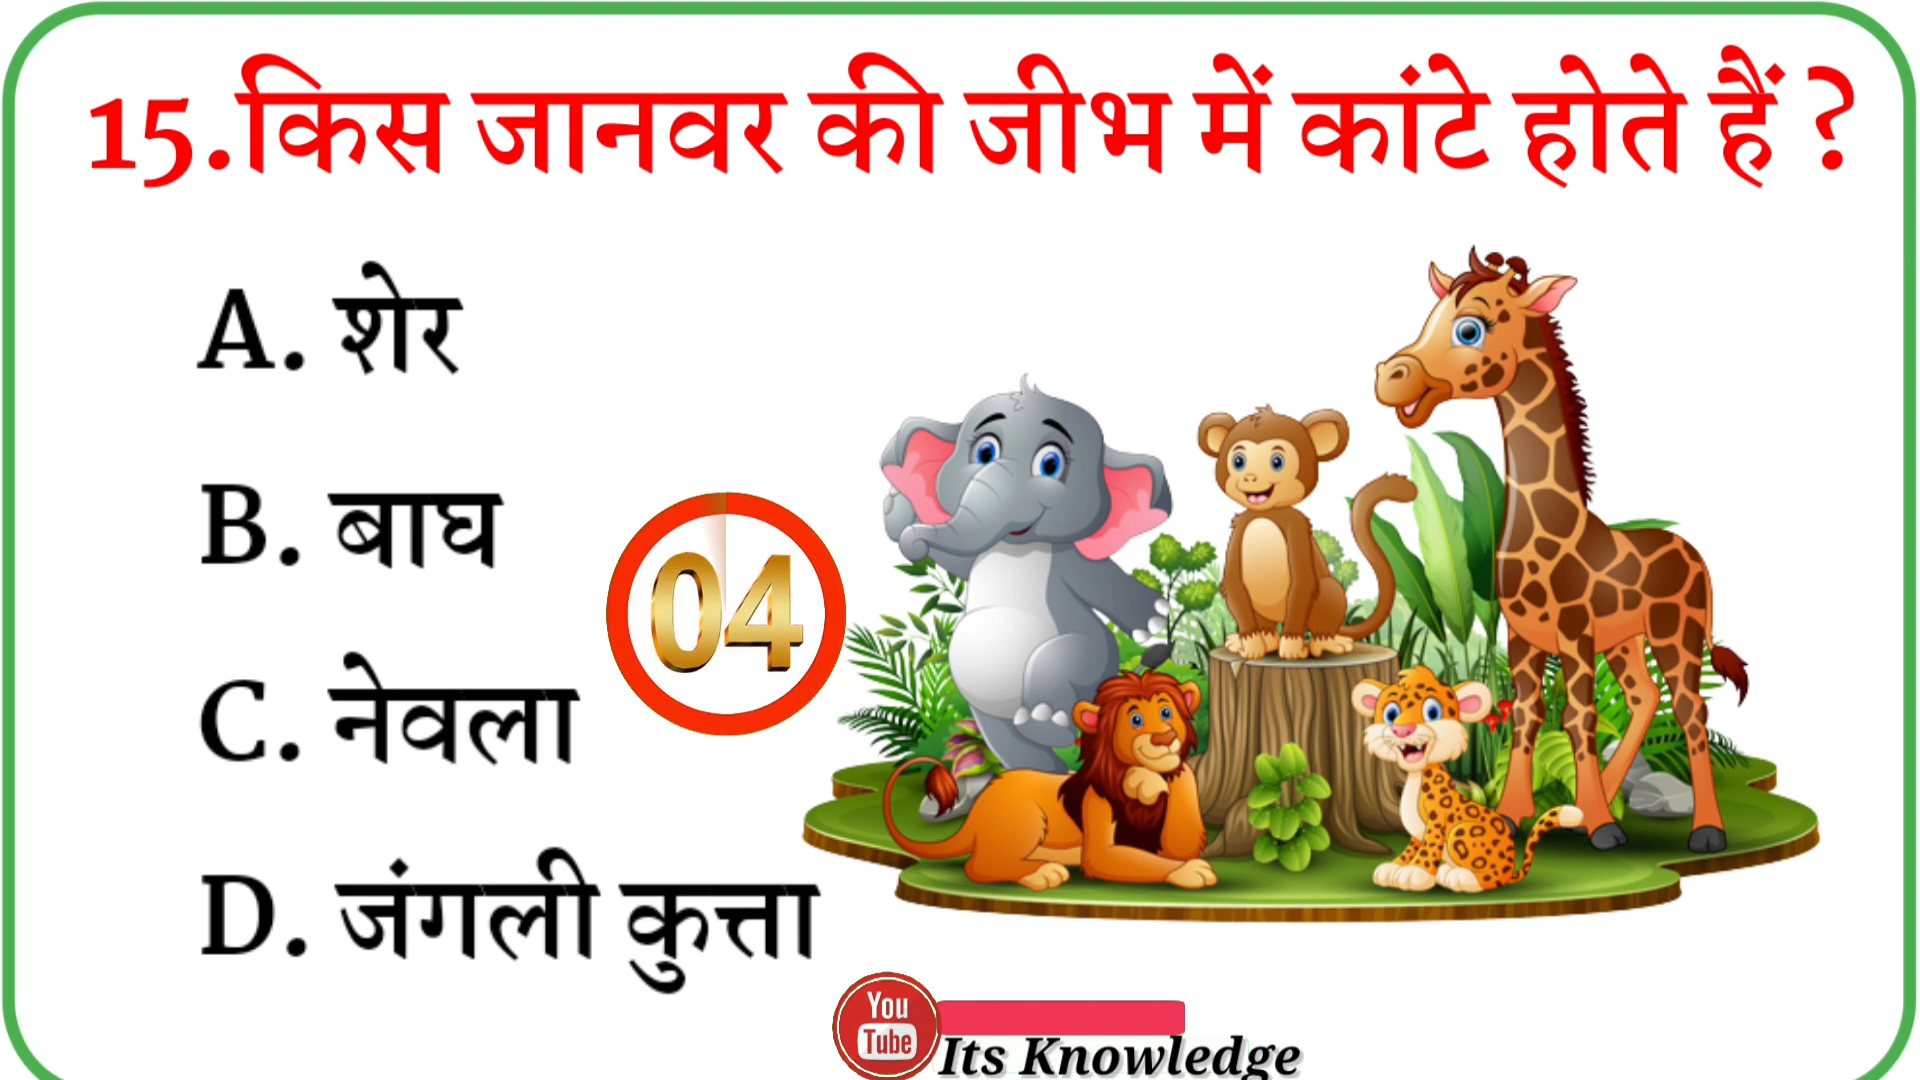 15.किस जानवर की जीभ में कांटे होते हैं ?
A. शेर
B. बाघ
04
C. नेवला
D. जंगली कुत्ता
You
Tube
Its Knowledge